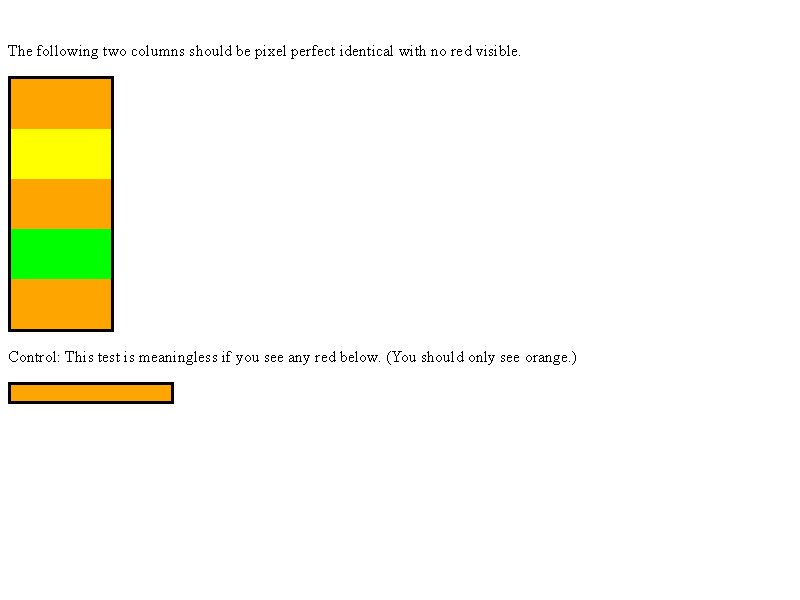 The following two columns should be pixel perfect identical with no red visible.
Control: This test is meaningless if you see any red below. (You should only see orange.)